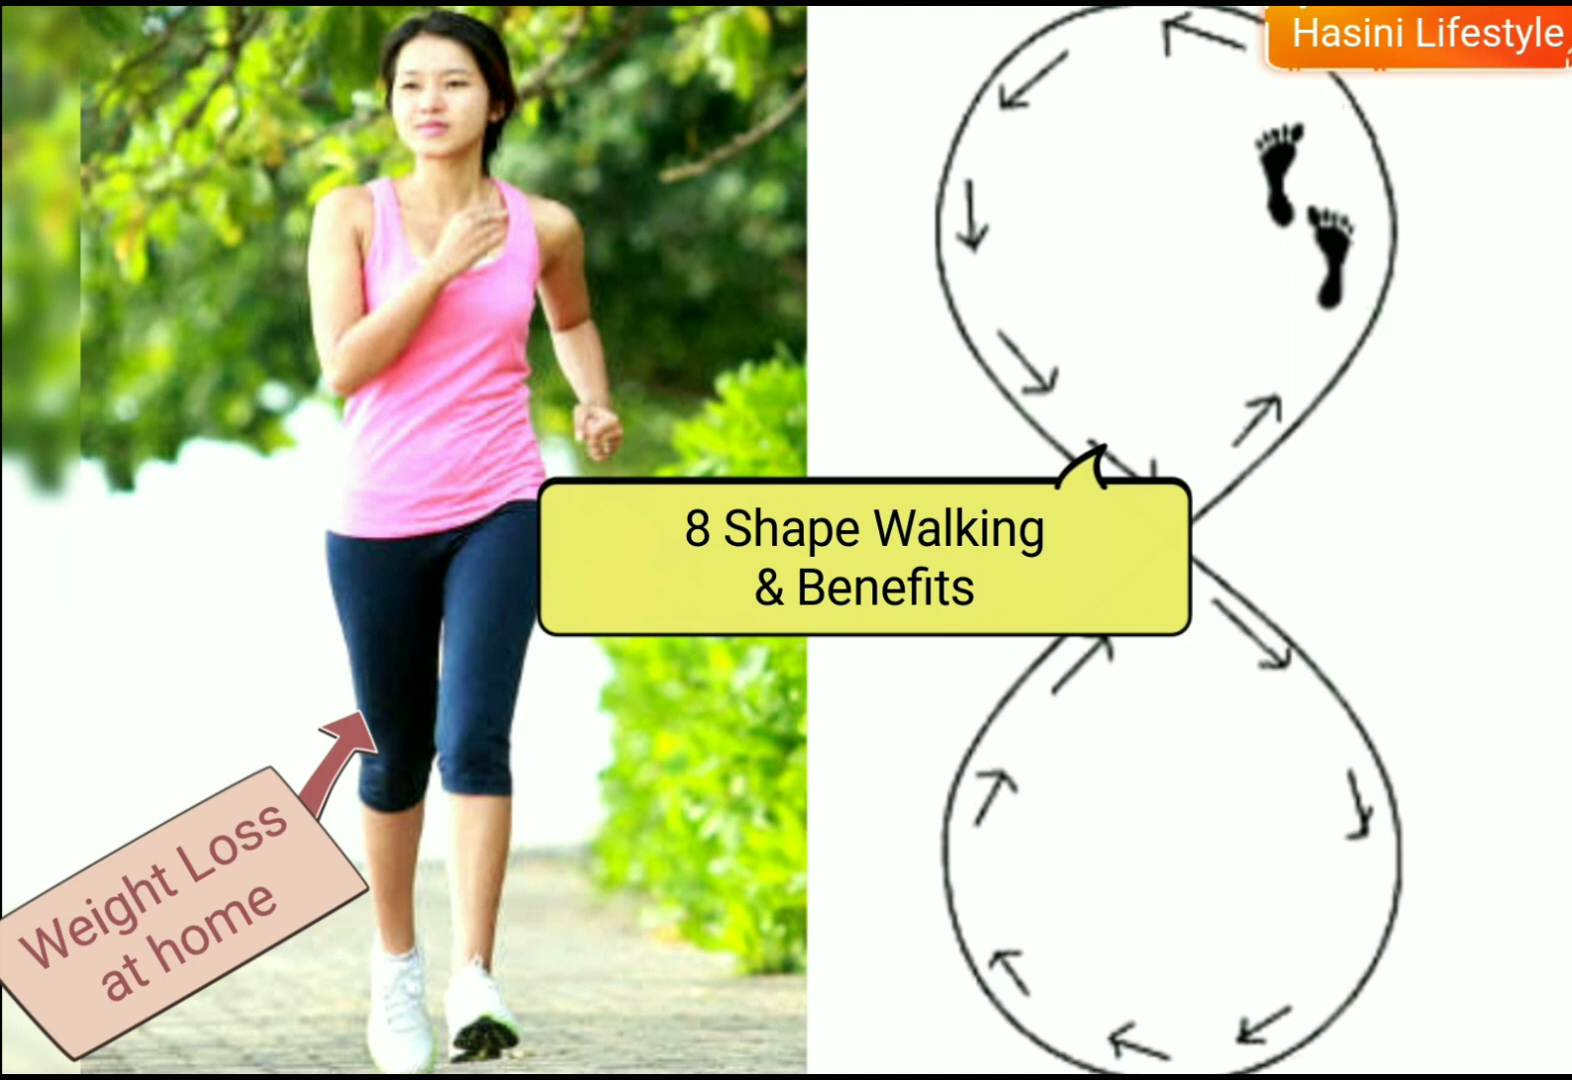 Hasini Lifestyle
8 Shape Walking
& Benefits
Weight Loss
at home